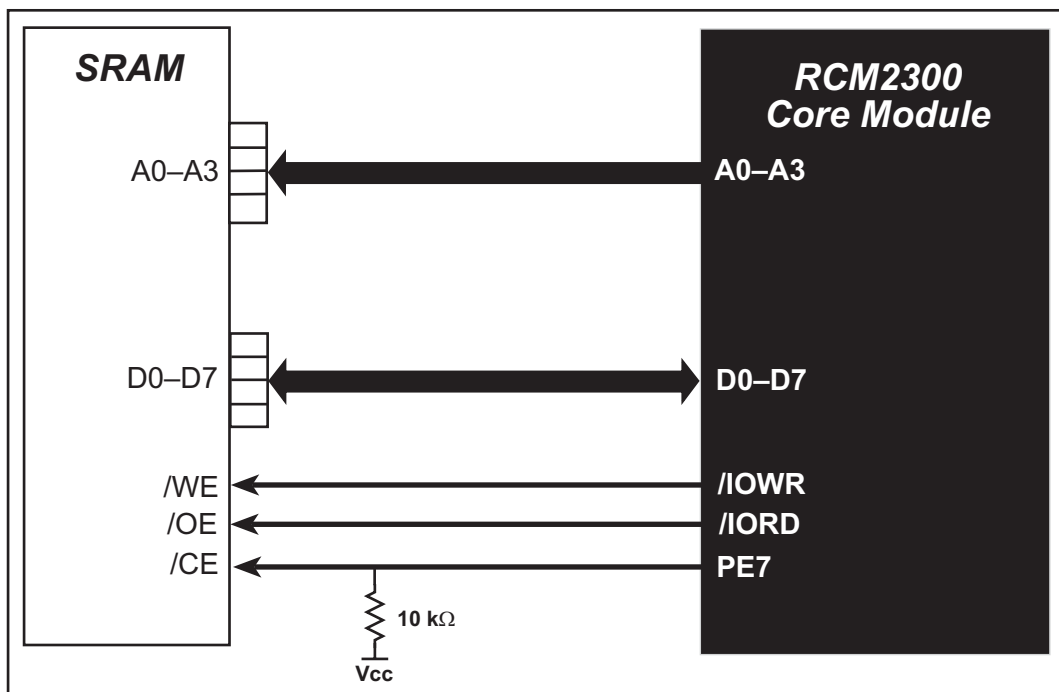 SRAM
RCM2300
Core Module
A0–A3
A0–A3
D0–D7
D0–D7
/WE
/IOWR
/OE
/IORD
/CE
PE7
10 kΩ
Vcc